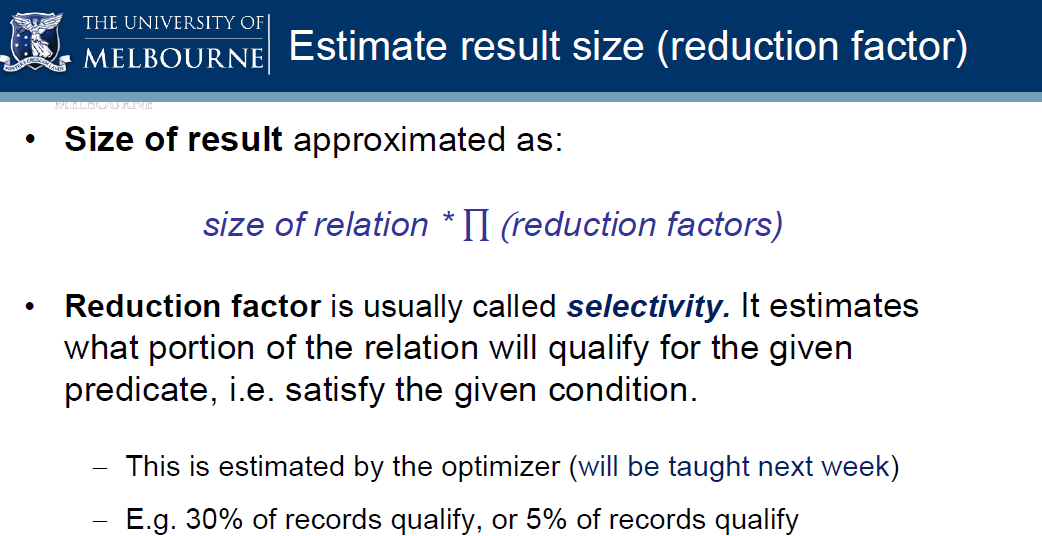 THE UNIVERSITY OF
MELBOURNE
Estimate result size (reduction factor)
MELBOURNE
• Size of result approximated as:
size of relation * ∏ (reduction factors)
• Reduction factor is usually called selectivity. It estimates
what portion of the relation will qualify for the given
predicate, i.e. satisfy the given condition.
– This is estimated by the optimizer (will be taught next week)
– E.g. 30% of records qualify, or 5% of records qualify